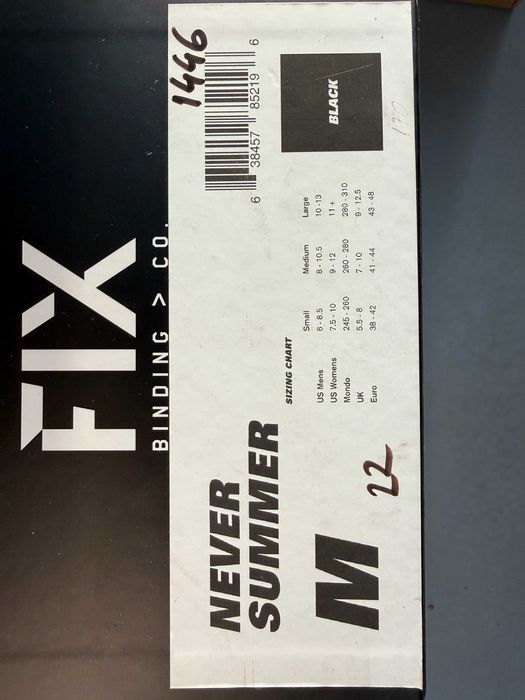 FIX
BINDING > CO.
NEVER
SUMMER
M
22
SIZING CHART
Small Medium Large
US Mens 6 - 8.5 8 - 10.5 10 -13
US Womens 7.5 - 10 9 - 12 11 +
Mondo 245 - 260 260 - 280 280 - 310
UK 5.5 - 8 7 - 10 9 - 12.5
Euro 38 - 42 41 - 44 43 - 48
1446
6 38457 85219 6
BLACK